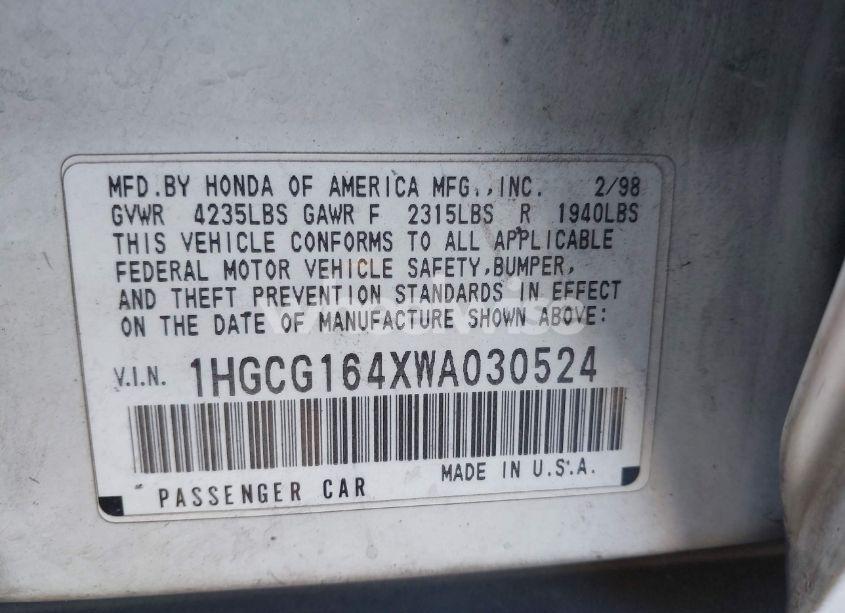 MFD.BY HONDA OF AMERICA MFG.,INC. 2/98
GVWR 4235LBS GAWR F 2315LBS R 1940LBS
THIS VEHICLE CONFORMS TO ALL APPLICABLE
FEDERAL MOTOR VEHICLE SAFETY,BUMPER,
AND THEFT PREVENTION STANDARDS IN EFFECT
ON THE DATE OF MANUFACTURE SHOWN ABOVE:
V.I.N. 1HGCG164XWA030524
PASSENGER CAR MADE IN U.S.A.